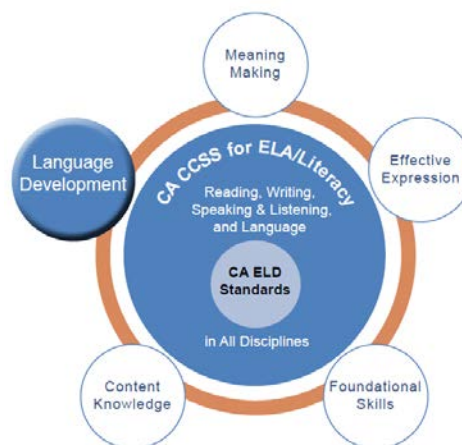 Meaning
Making
Language
Development
Effective
Expression
CA CCSS for ELA/Literacy
Reading, Writing,
Speaking & Listening,
and Language
CA ELD
Standards
in All Disciplines
Content
Knowledge
Foundational
Skills